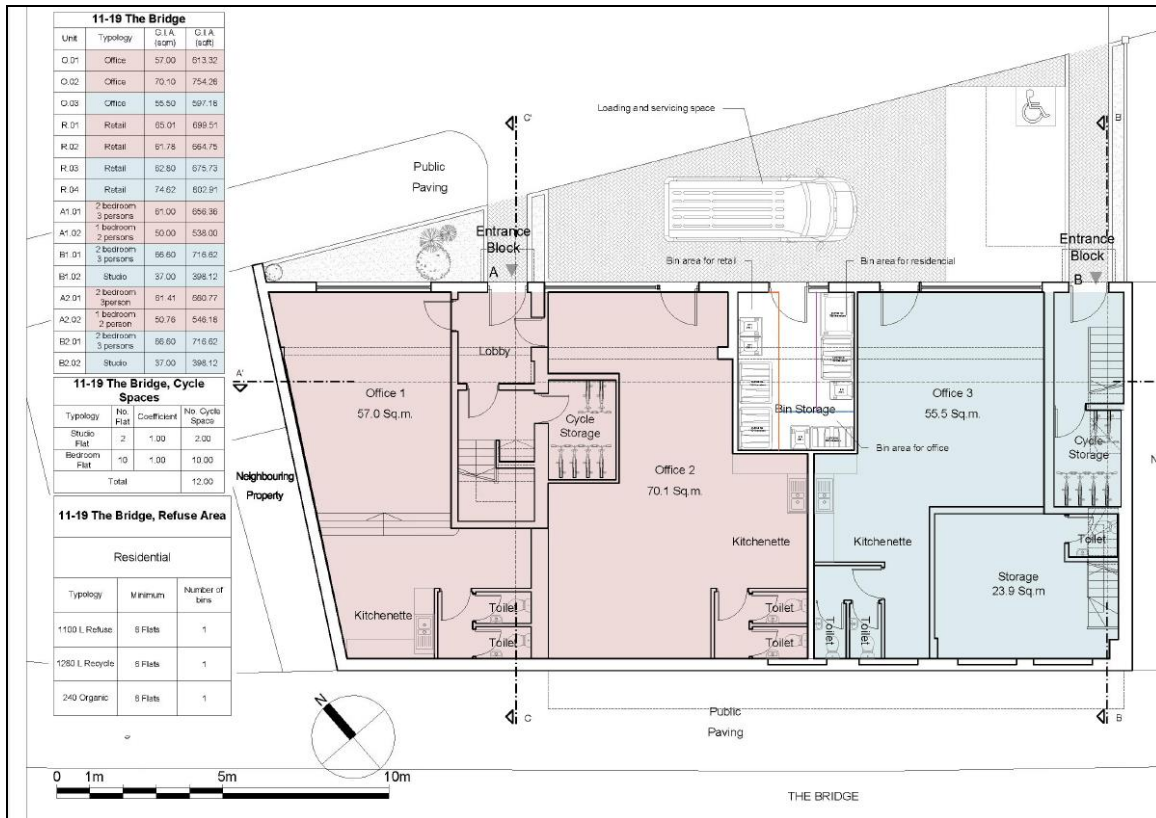 11-19 The Bridge
Unit Typology G.I.A. (sqm) G.I.A. (sqft)
O.01 Office 57.00 613.32
O.02 Office 70.10 754.28
O.03 Office 55.50 597.18
R.01 Retail 65.01 699.51
R.02 Retail 61.78 664.75
R.03 Retail 62.80 675.73
R.04 Retail 74.62 802.91
A1.01 2 bedroom 3 persons 61.00 656.36
A1.02 1 bedroom 2 persons 50.00 538.00
B1.01 2 bedroom 3 persons 66.60 716.62
B1.02 Studio 37.00 398.12
A2.01 2 bedroom 3person 61.41 660.77
A2.02 1 bedroom 2 person 50.76 546.18
B2.01 2 bedroom 3 persons 66.60 716.62
B2.02 Studio 37.00 398.12
11-19 The Bridge, Cycle
Spaces
Typology No. Flat Coefficient No. Cycle Space
Studio Flat 2 1.00 2.00
Bedroom Flat 10 1.00 10.00
Total 12.00
11-19 The Bridge, Refuse Area
Residential
Typology Minimum Number of bins
1100 L Refuse 6 Flats 1
1280 L Recycle 6 Flats 1
240 Organic 6 Flats 1
Loading and servicing space
C'
B
Public
Paving
Entrance
Block
A
Bin area for retail
Bin area for residencial
Entrance
Block
B
Lobby
A'
Office 1
57.0 Sq.m.
Cycle
Storage
Bin Storage
Bin area for office
Office 3
55.5 Sq.m.
Cycle
Storage
N
Neighbouring
Property
Office 2
70.1 Sq.m.
Kitchenette
Kitchenette
Toilet
Storage
23.9 Sq.m
Kitchenette
Toilet
Toilet
Toilet
Toilet
Toilet
Toilet
C
B
Public
Paving
N
0 1m 5m 10m
THE BRIDGE